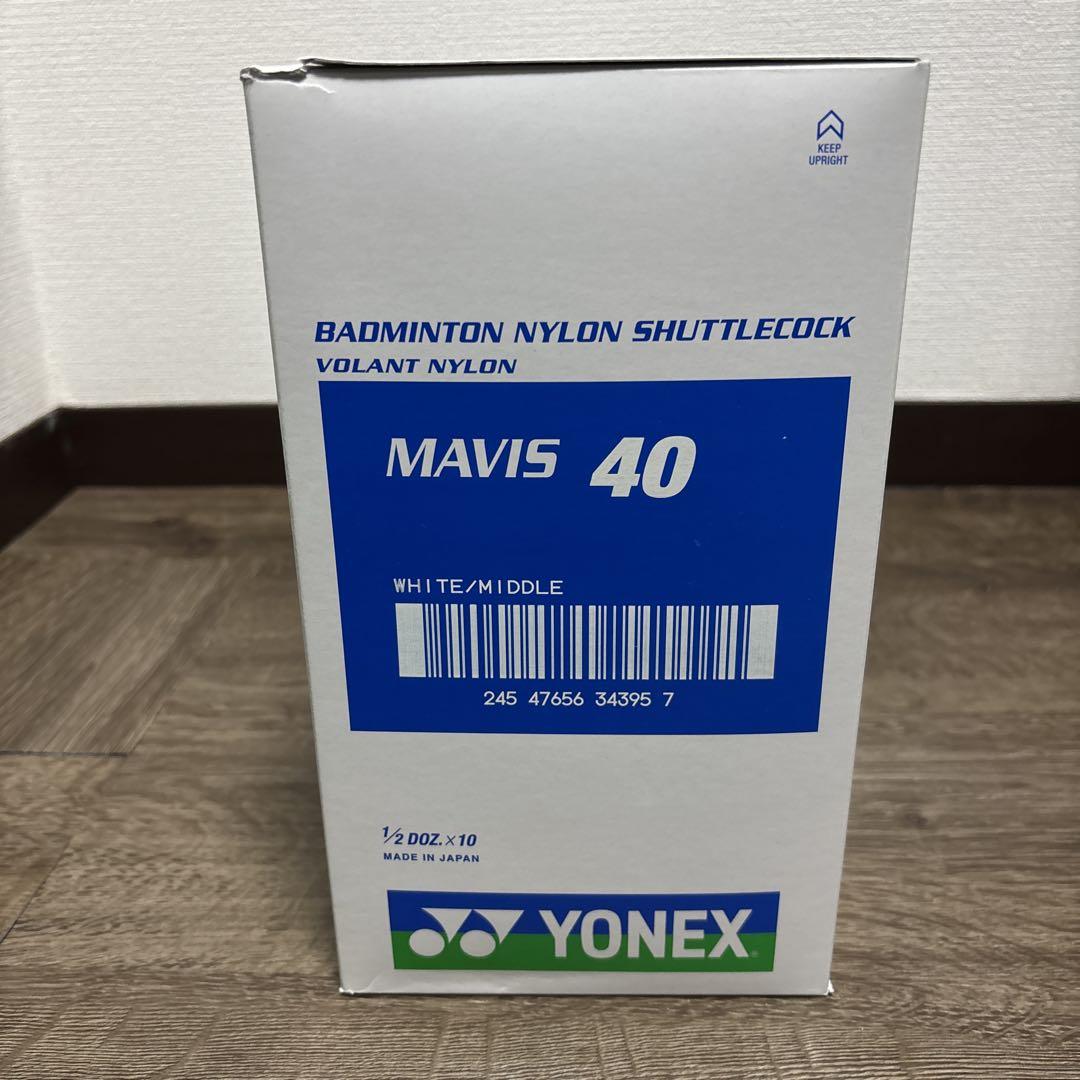 KEEP
UPRIGHT
BADMINTON NYLON SHUTTLECOCK
VOLANT NYLON
MAVIS 40
WHITE/MIDDLE
245 47656 34395 7
1/2 DOZ.×10
MADE IN JAPAN
YONEX®